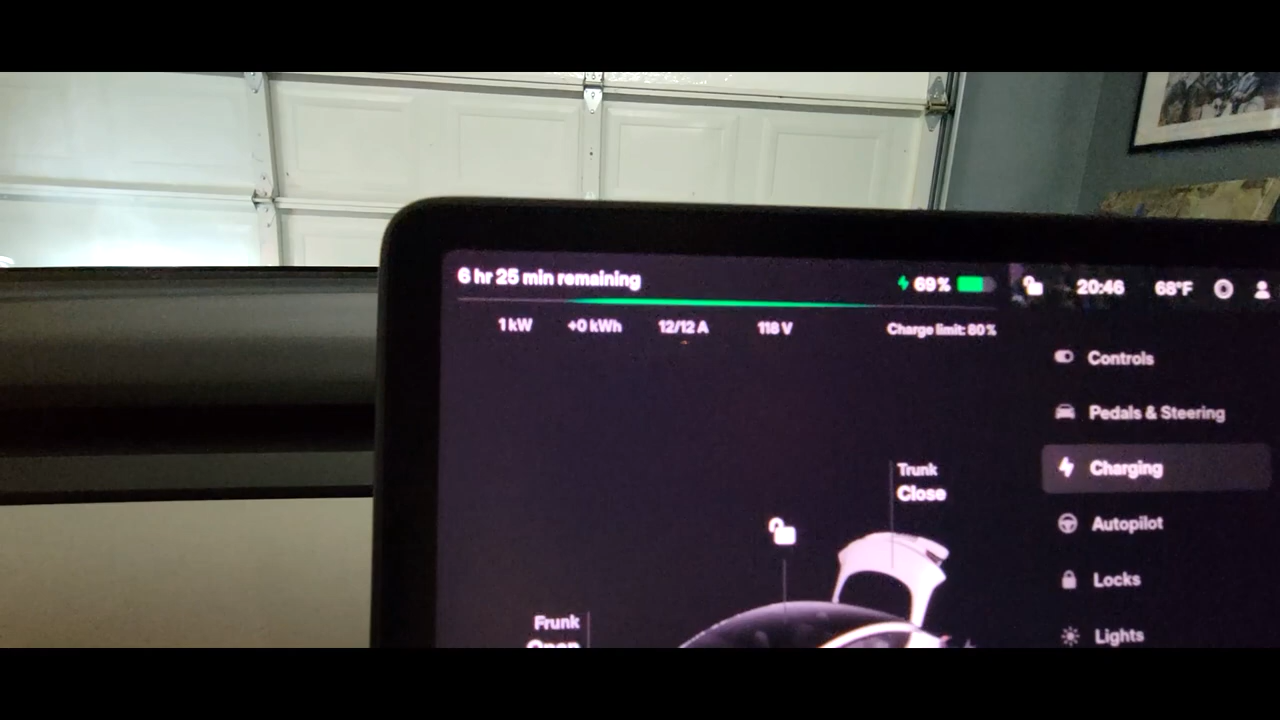 6 hr 25 min remaining
69%
20:46
68°F
1 kW
+0 kWh
12/12 A
118 V
Charge limit: 80%
Controls
Pedals & Steering
Charging
Autopilot
Locks
Lights
Trunk
Close
Frunk
Open